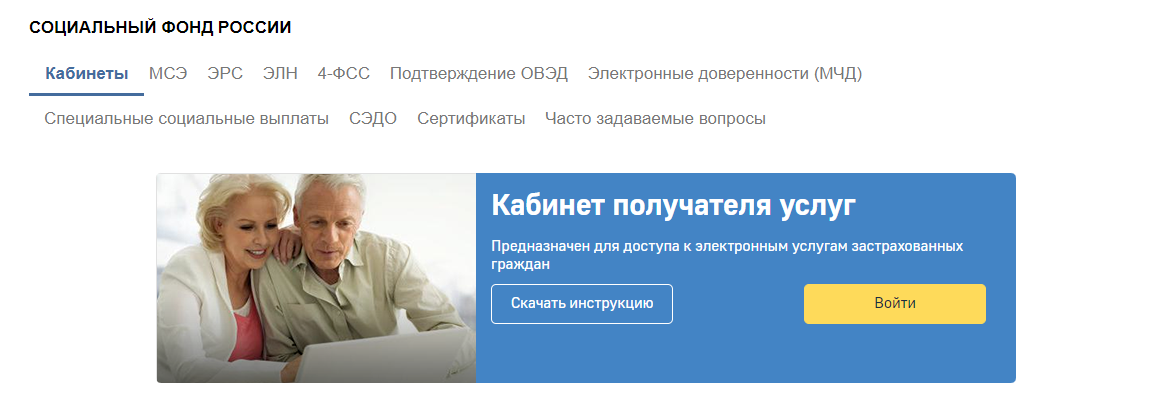 СОЦИАЛЬНЫЙ ФОНД РОССИИ
Кабинеты МСЭ ЭРС ЭЛН 4-ФСС Подтверждение ОВЭД Электронные доверенности (МЧД)
Специальные социальные выплаты СЭДО Сертификаты Часто задаваемые вопросы
Кабинет получателя услуг
Предназначен для доступа к электронным услугам застрахованных
граждан
Скачать инструкцию Войти